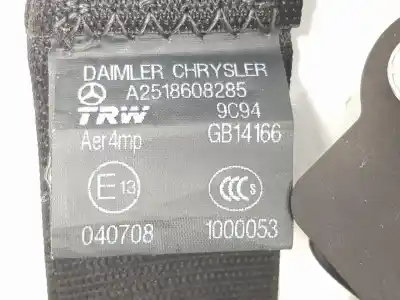 DAIMLER CHRYSLER
A2518608285
TRW 9C94
Aer4mp GB14166
E13 CCC S
040708 1000053